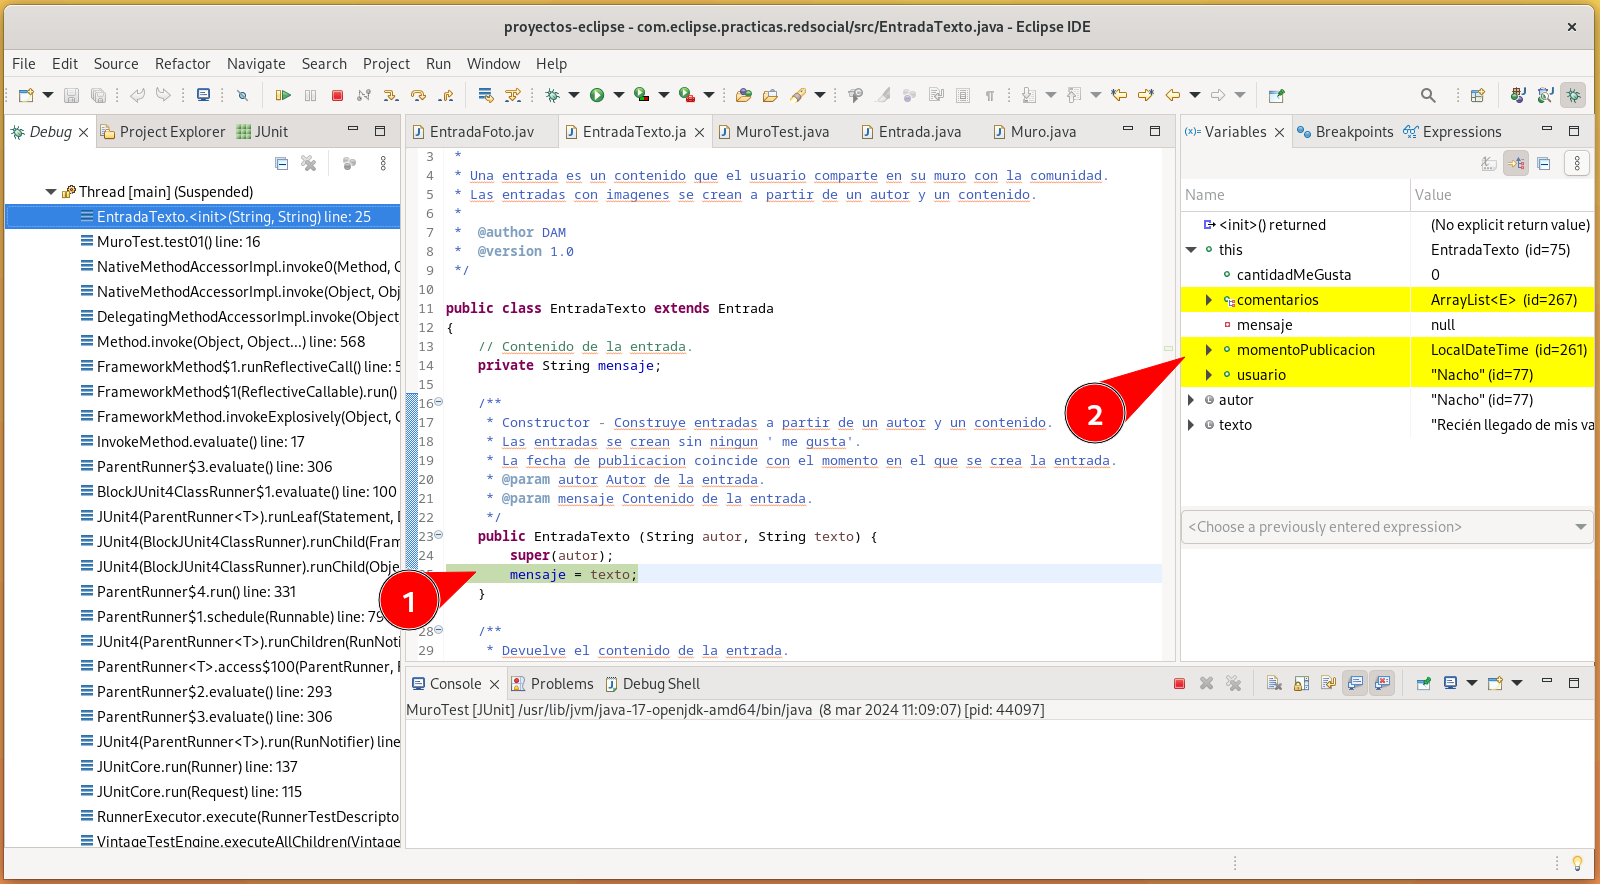 proyectos-eclipse - com.eclipse.practicas.redsocial/src/EntradaTexto.java - Eclipse IDE
File Edit Source Refactor Navigate Search Project Run Window Help
Debug Project Explorer JUnit
Thread [main] (Suspended)
EntradaTexto.<init>(String, String) line: 25
MuroTest.test01() line: 16
NativeMethodAccessorImpl.invoke0(Method, O
NativeMethodAccessorImpl.invoke(Object, Obj
DelegatingMethodAccessorImpl.invoke(Object
Method.invoke(Object, Object...) line: 568
FrameworkMethod$1.runReflectiveCall() line: 5
FrameworkMethod$1(ReflectiveCallable).run()
FrameworkMethod.invokeExplosively(Object, O
InvokeMethod.evaluate() line: 17
ParentRunner$3.evaluate() line: 306
BlockJUnit4ClassRunner$1.evaluate() line: 100
JUnit4(ParentRunner<T>).runLeaf(Statement, D
JUnit4(BlockJUnit4ClassRunner).runChild(Fram
JUnit4(BlockJUnit4ClassRunner).runChild(Obje
ParentRunner$4.run() line: 331
ParentRunner$1.schedule(Runnable) line: 79
JUnit4(ParentRunner<T>).runChildren(RunNoti
ParentRunner<T>.access$100(ParentRunner, R
ParentRunner$2.evaluate() line: 293
ParentRunner$3.evaluate() line: 306
JUnit4(ParentRunner<T>).run(RunNotifier) line
JUnitCore.run(Runner) line: 137
JUnitCore.run(Request) line: 115
RunnerExecutor.execute(RunnerTestDescripto
VintageTestEngine.executeAllChildren(Vintage
EntradaFoto.jav EntradaTexto.ja MuroTest.java Entrada.java Muro.java
3 *
4 * Una entrada es un contenido que el usuario comparte en su muro con la comunidad.
5 * Las entradas con imagenes se crean a partir de un autor y un contenido.
6 *
7 * @author DAM
8 * @version 1.0
9 */
10
11 public class EntradaTexto extends Entrada
12 {
13 // Contenido de la entrada.
14 private String mensaje;
15
16 /**
17 * Constructor - Construye entradas a partir de un autor y un contenido.
18 * Las entradas se crean sin ningun ' me gusta'.
19 * La fecha de publicacion coincide con el momento en el que se crea la entrada.
20 * @param autor Autor de la entrada.
21 * @param mensaje Contenido de la entrada.
22 */
23 public EntradaTexto (String autor, String texto) {
24 super(autor);
mensaje = texto;
}
28 /**
29 * Devuelve el contenido de la entrada.
1
2
Variables Breakpoints Expressions
Name Value
<init>() returned (No explicit return value)
this EntradaTexto (id=75)
cantidadMeGusta 0
comentarios ArrayList<E> (id=267)
mensaje null
momentoPublicacion LocalDateTime (id=261)
usuario "Nacho" (id=77)
autor "Nacho" (id=77)
texto "Recién llegado de mis va
<Choose a previously entered expression>
Console Problems Debug Shell
MuroTest [JUnit] /usr/lib/jvm/java-17-openjdk-amd64/bin/java (8 mar 2024 11:09:07) [pid: 44097]